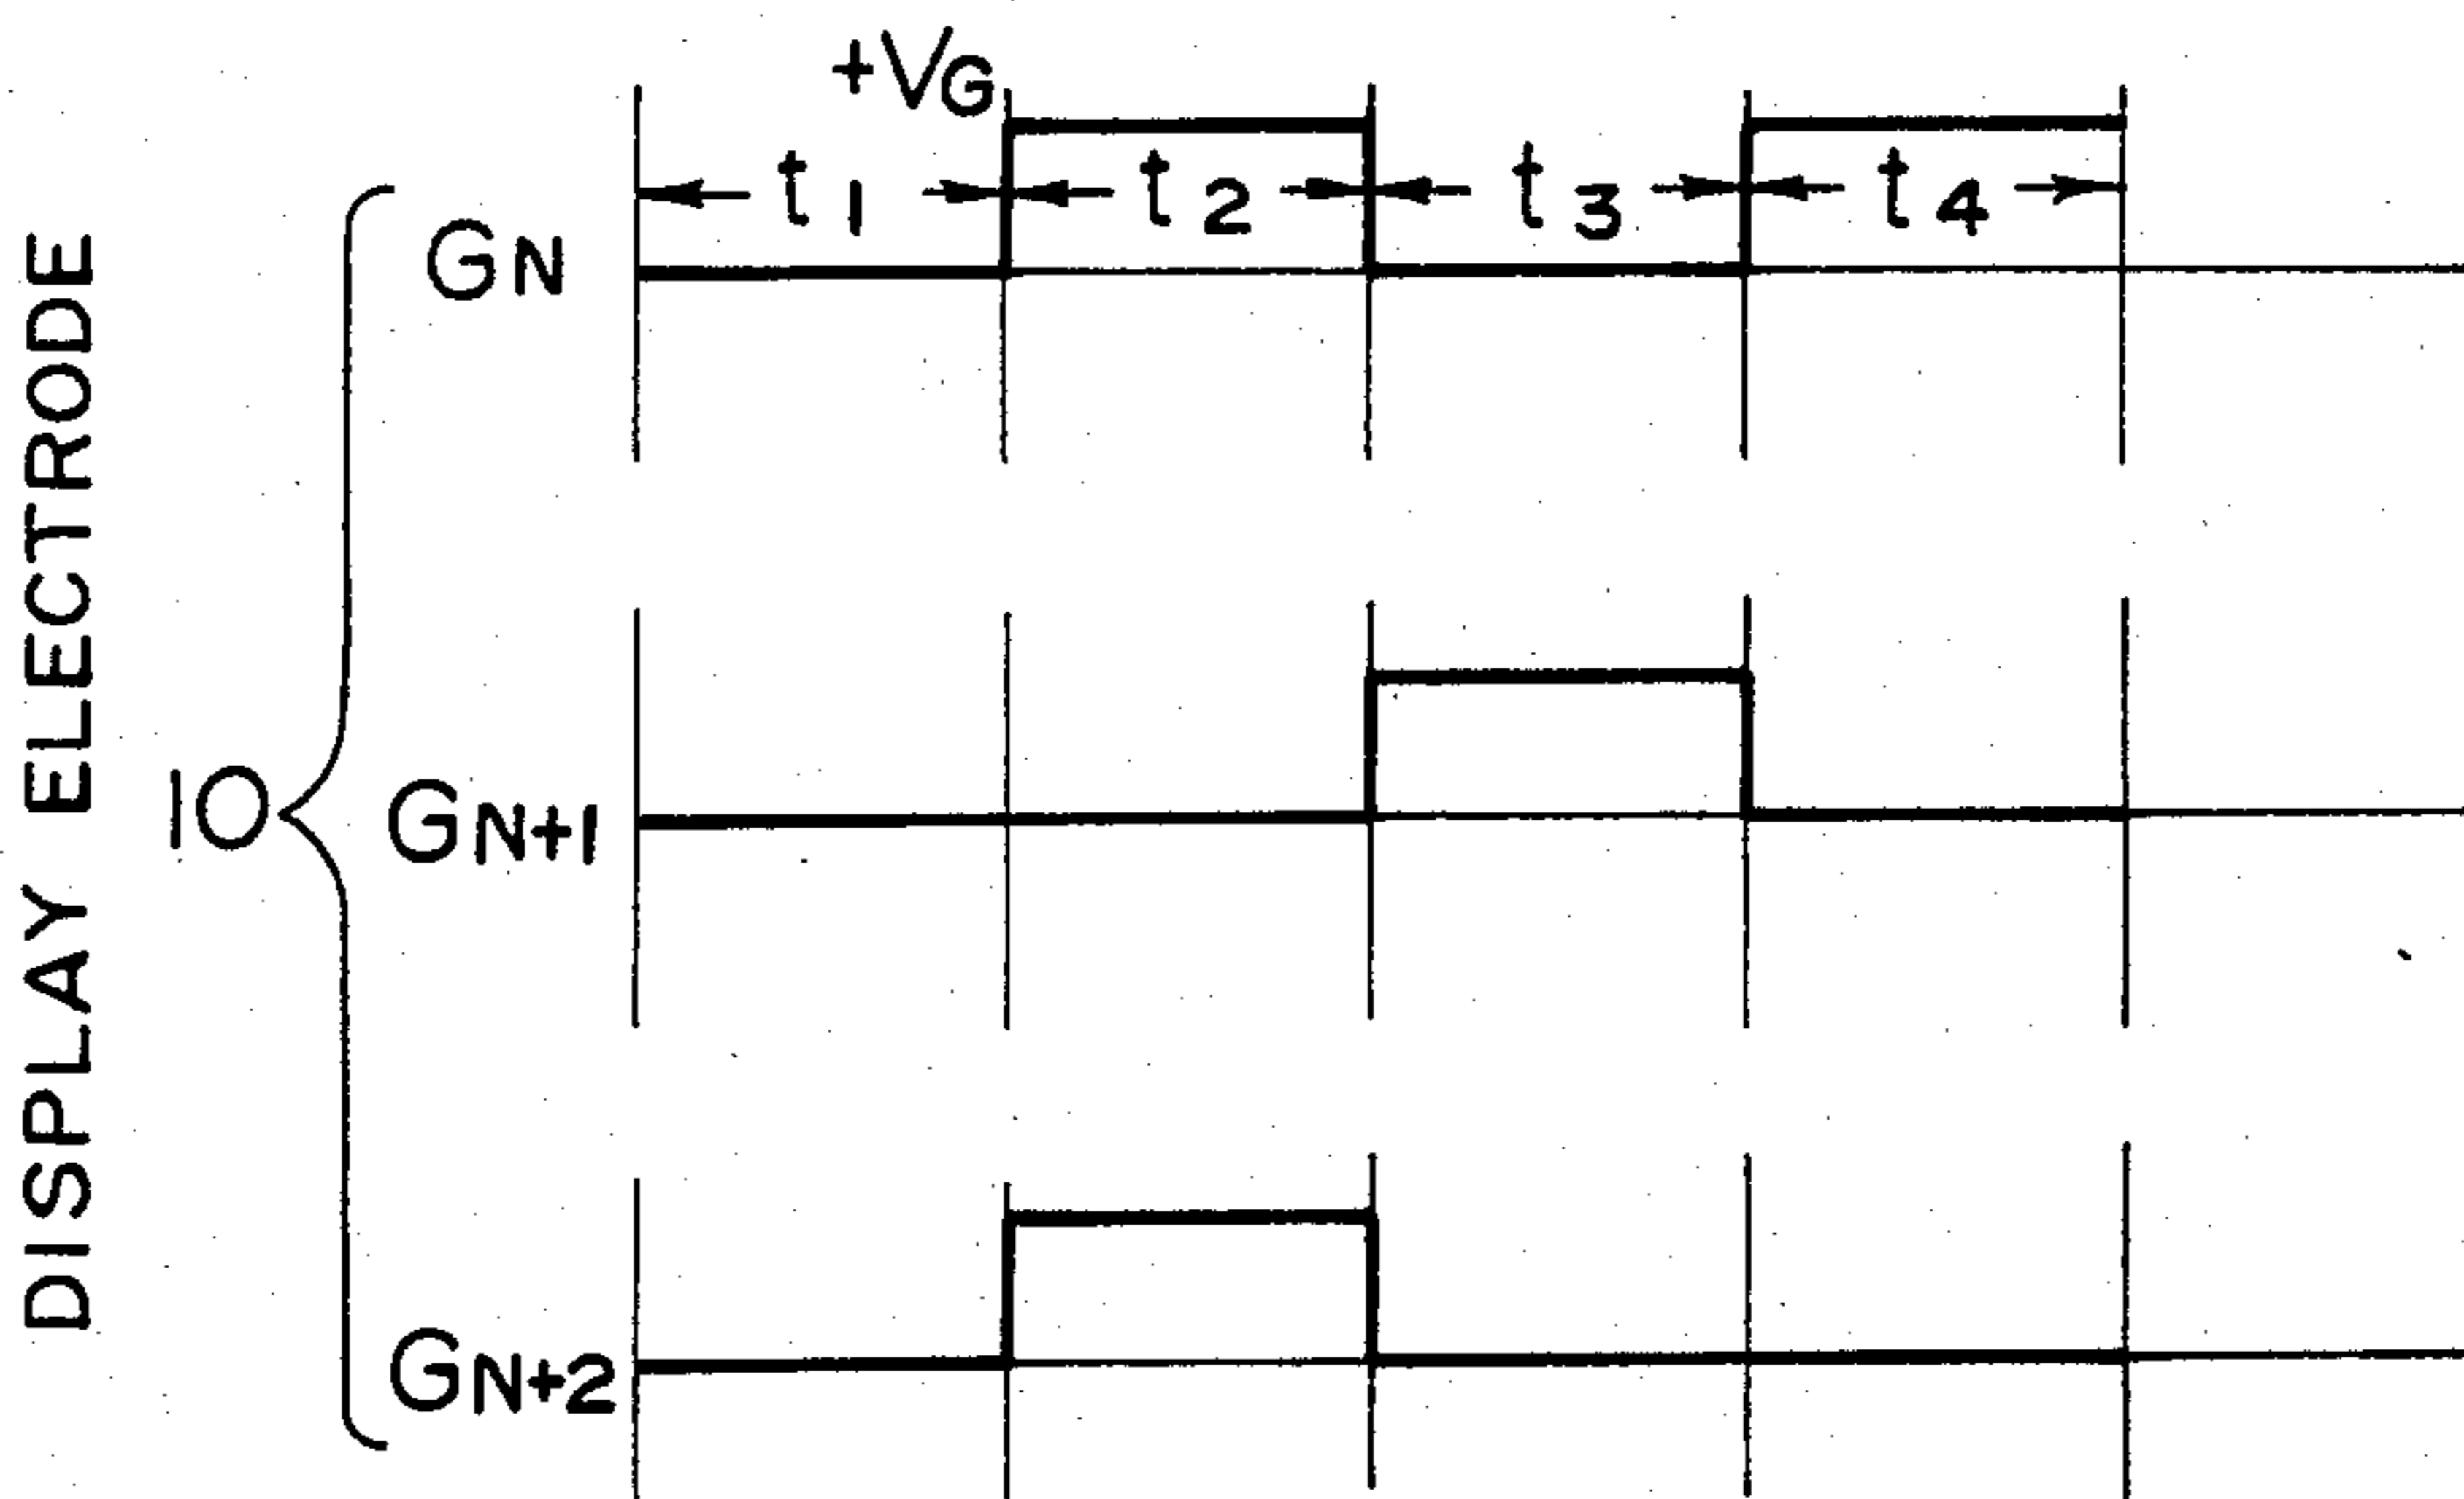 DISPLAY ELECTRODE
10
+VG
t1
t2
t3
t4
GN
GN+1
GN+2